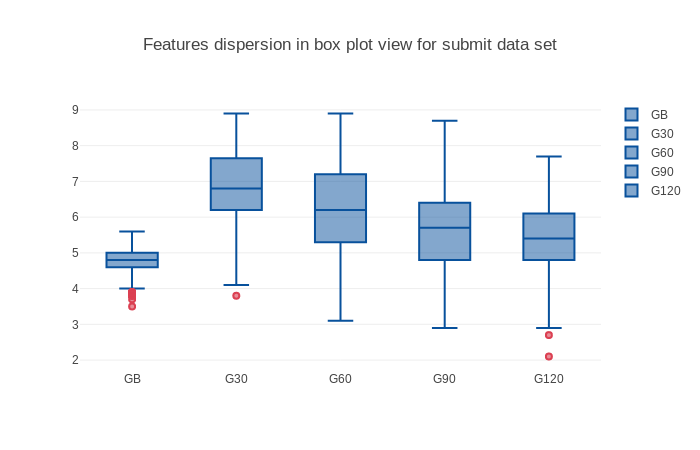 Features dispersion in box plot view for submit data set
9
8
7
6
5
4
3
2
GB
G30
G60
G90
G120
GB
G30
G60
G90
G120